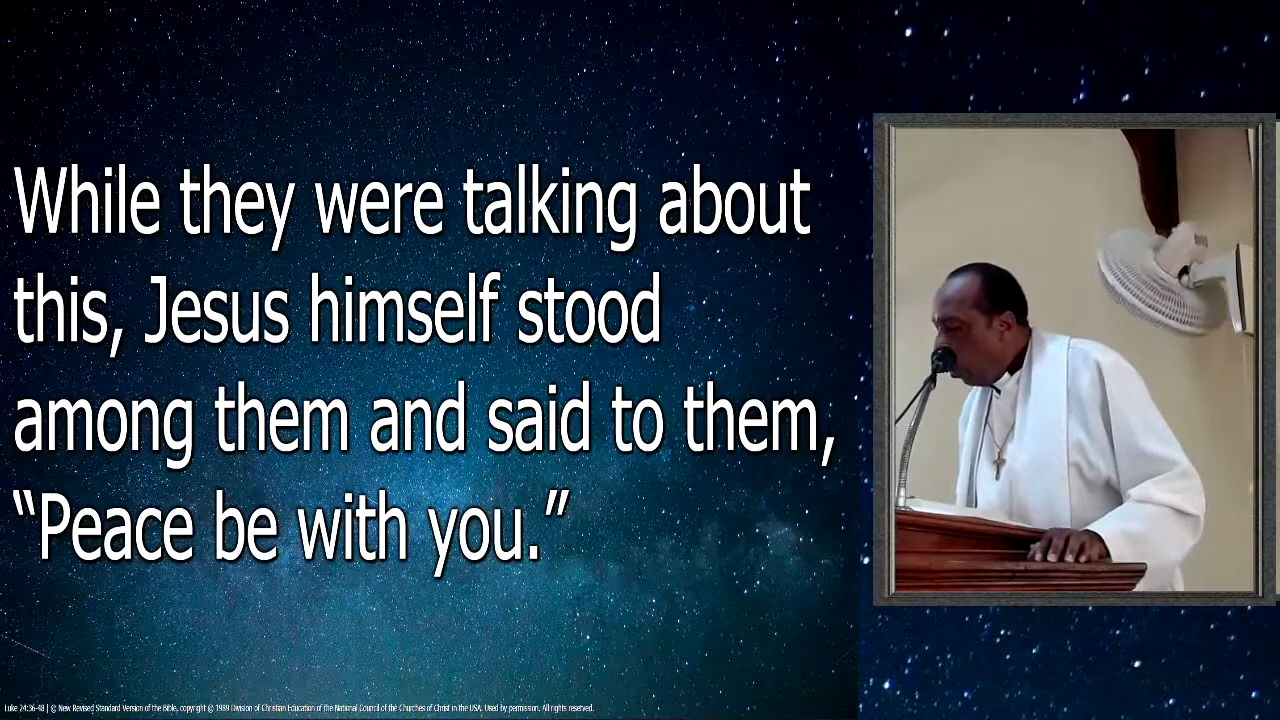 While they were talking about
this, Jesus himself stood
among them and said to them,
“Peace be with you.”
Luke 24:36-48 | © New Revised Standard Version of the Bible, copyright © 1989 Division of Christian Education of the National Council of the Churches of Christ in the USA. Used by permission. All rights reserved.